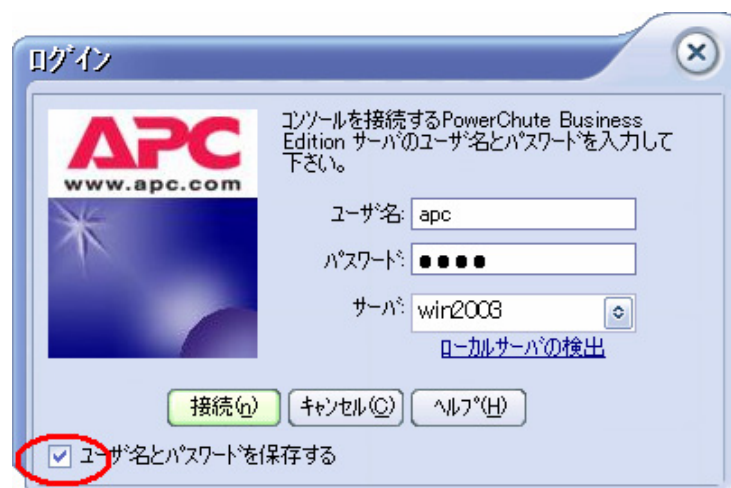 ログイン
APC
www.apc.com
コンソールを接続するPowerChute Business
Edition サーバのユーザ名とパスワードを入力して
下さい。
ユーザ名: apc
パスワード: ●●●●
サーバ: win2003
ローカルサーバの検出
接続(n) キャンセル(C) ヘルプ(H)
ユーザ名とパスワードを保存する